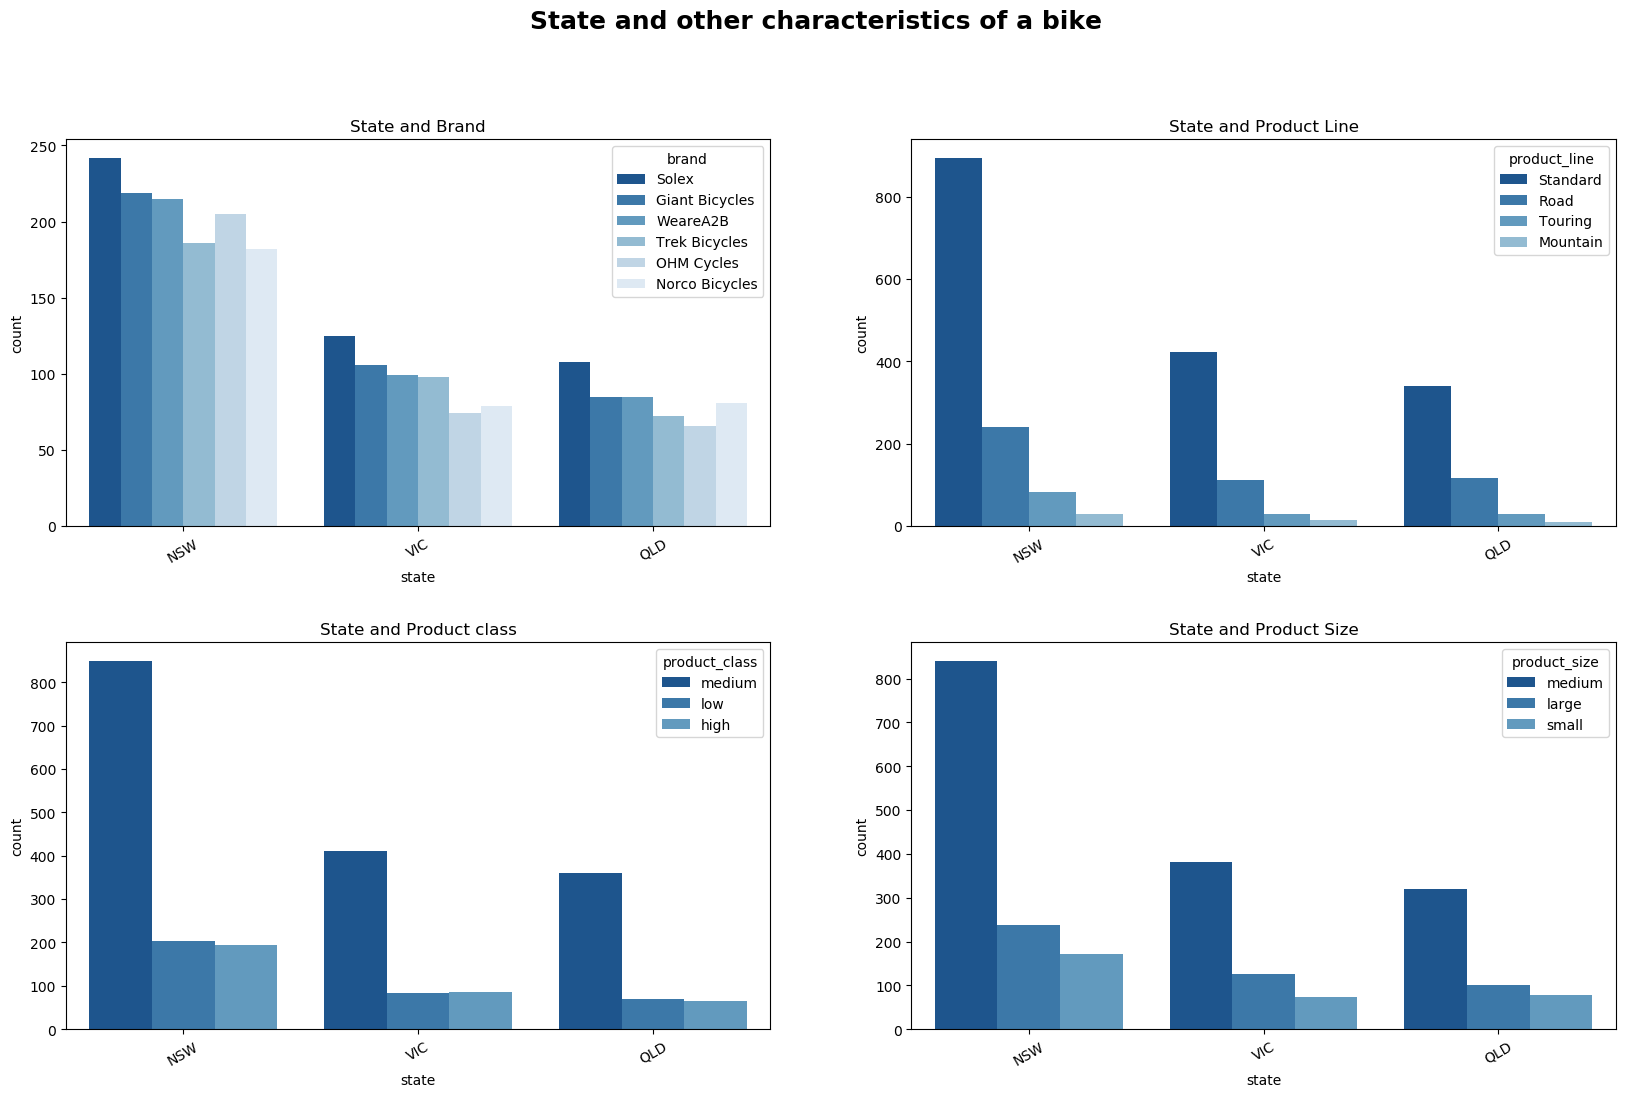 State and other characteristics of a bike
State and Brand
count
250
200
150
100
50
0
brand
Solex
Giant Bicycles
WeareA2B
Trek Bicycles
OHM Cycles
Norco Bicycles
NSW
VIC
QLD
state
State and Product Line
count
800
600
400
200
0
product_line
Standard
Road
Touring
Mountain
NSW
VIC
QLD
state
State and Product class
count
800
700
600
500
400
300
200
100
0
product_class
medium
low
high
NSW
VIC
QLD
state
State and Product Size
count
800
700
600
500
400
300
200
100
0
product_size
medium
large
small
NSW
VIC
QLD
state